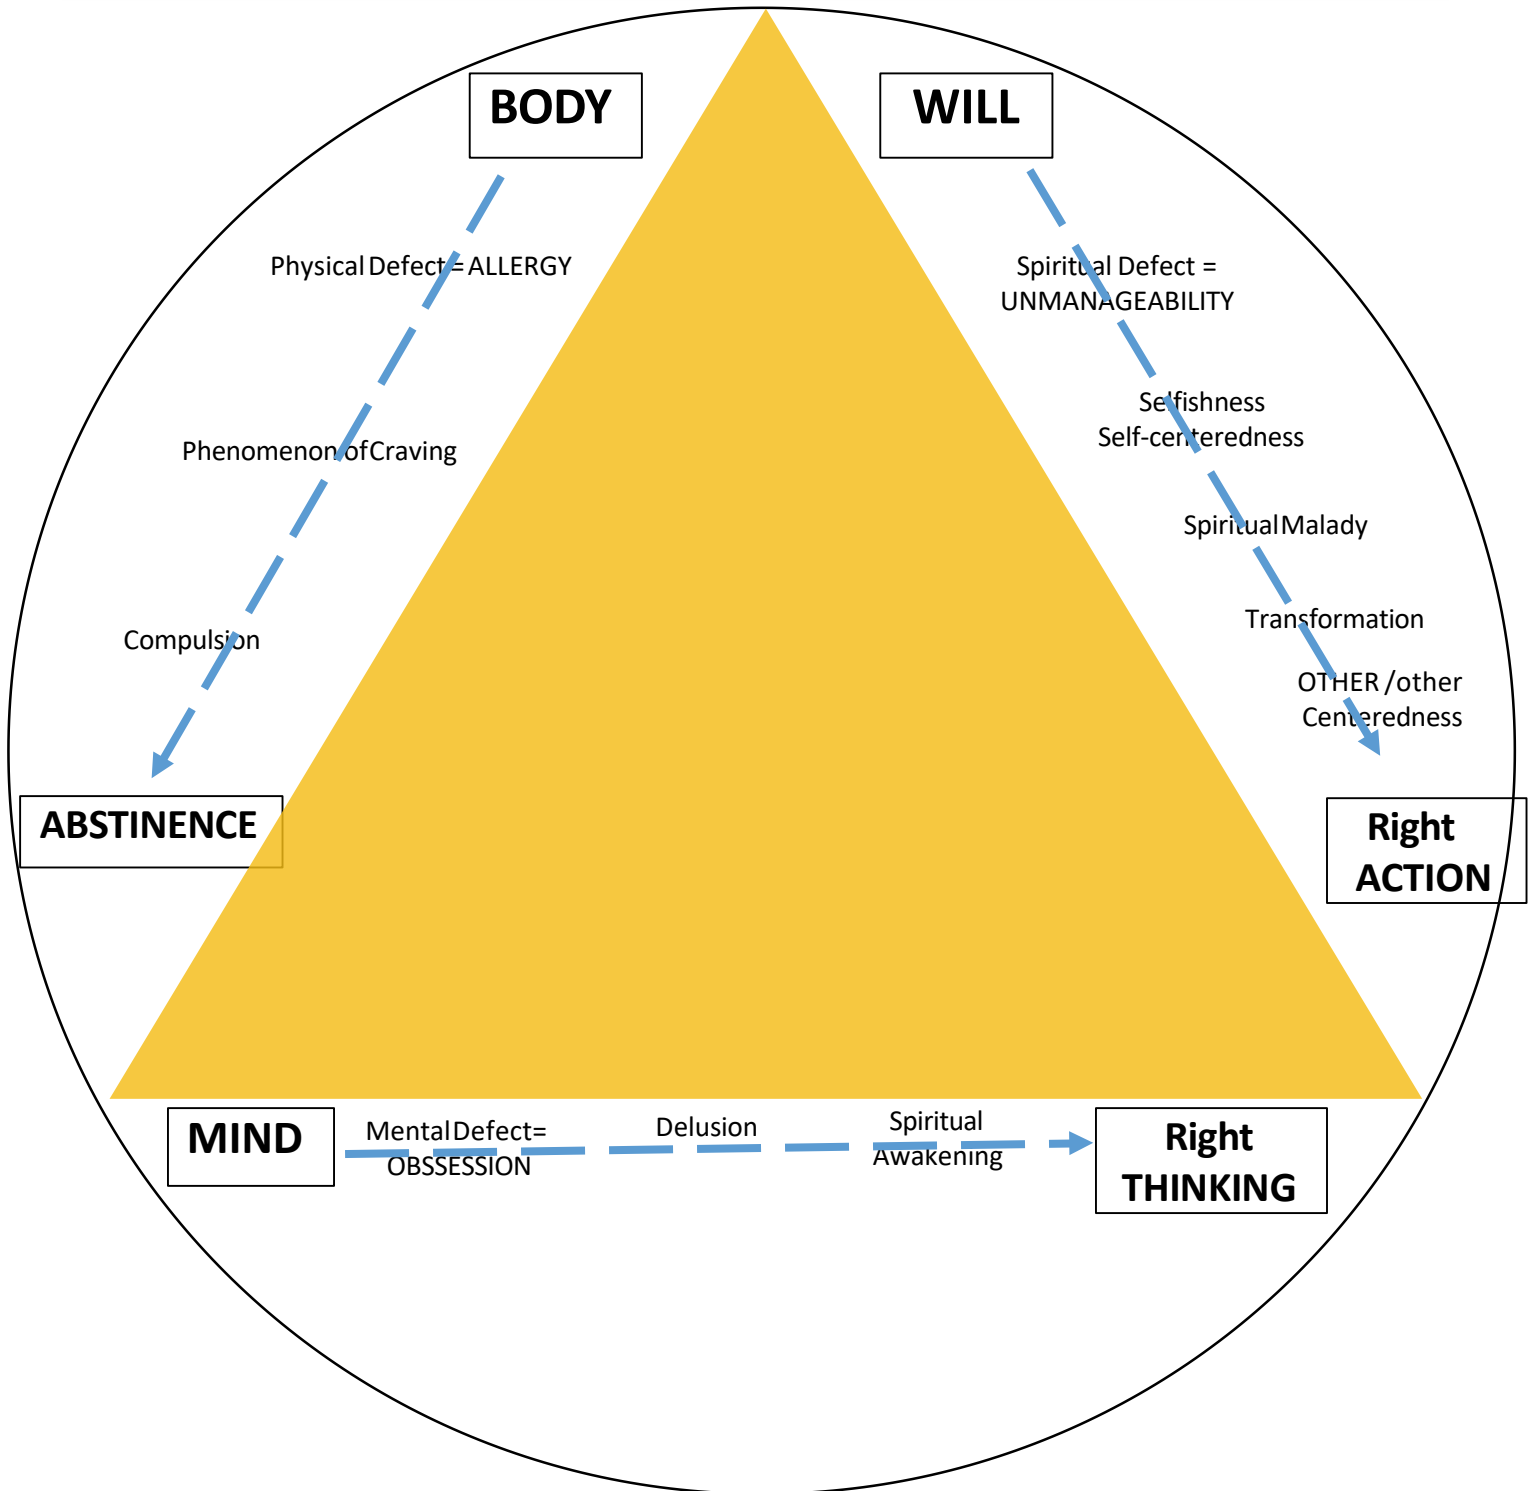 BODY
Physical Defect = ALLERGY
Phenomenon of Craving
Compulsion
ABSTINENCE
WILL
Spiritual Defect =
UNMANAGEABILITY
Selfishness
Self-centeredness
Spiritual Malady
Transformation
OTHER / other
Centeredness
Right
ACTION
MIND
Mental Defect =
OBSSESSION
Delusion
Spiritual
Awakening
Right
THINKING